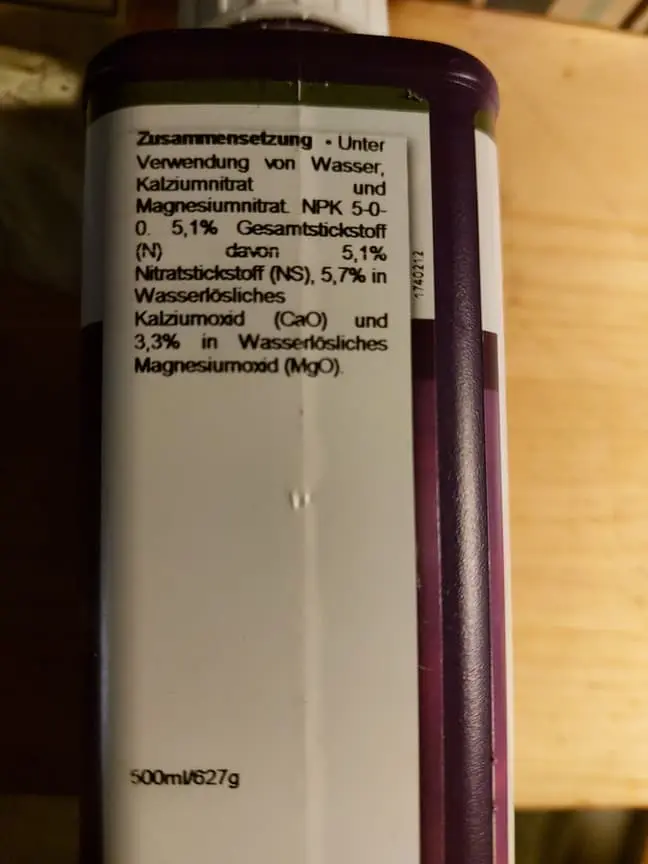 Zusammensetzung • Unter
Verwendung von Wasser,
Kalziumnitrat und
Magnesiumnitrat. NPK 5-0-
0. 5,1% Gesamtstickstoff
(N) davon 5,1%
Nitratstickstoff (NS), 5,7% in
Wasserlösliches
Kalziumoxid (CaO) und
3,3% in Wasserlösliches
Magnesiumoxid (MgO).
1740212
500ml/627g